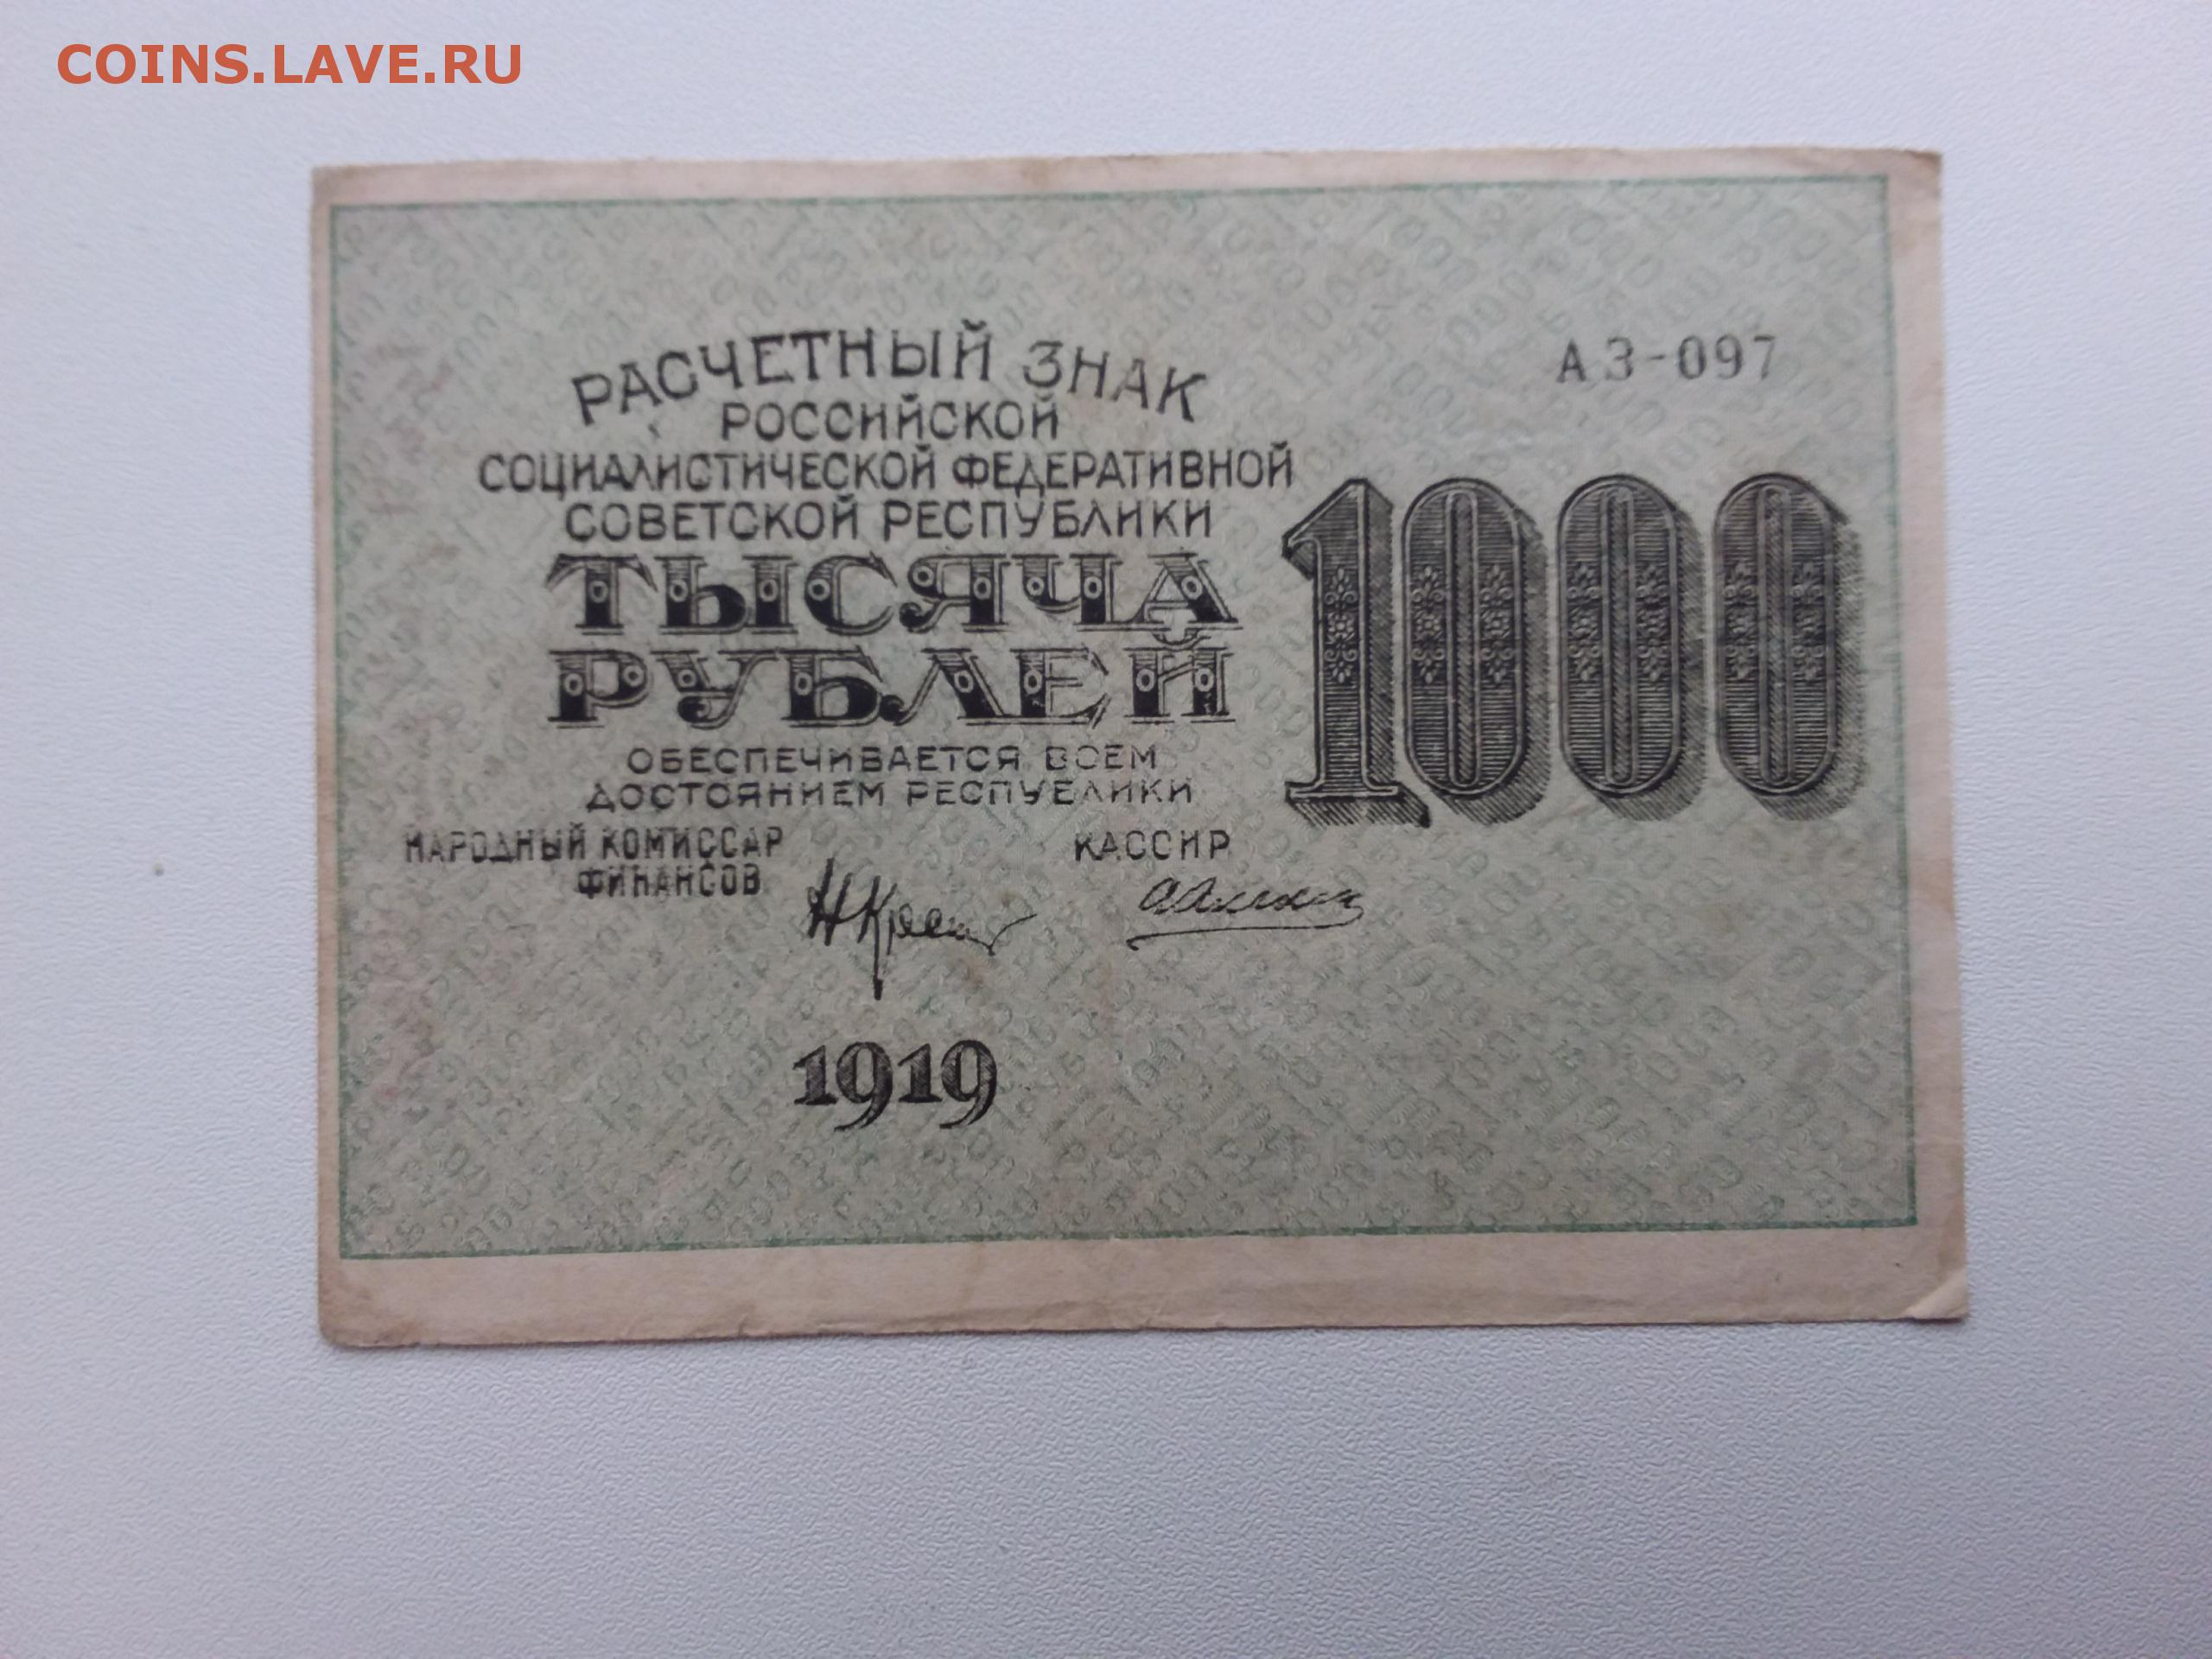 COINS.LAVE.RU
РАСЧЕТНЫЙ ЗНАК
АЗ-097
РОССИЙСКОЙ
СОЦИАЛИСТИЧЕСКОЙ ФЕДЕРАТИВНОЙ
СОВЕТСКОЙ РЕСПУБЛИКИ
ТЫСЯЧА
РУБЛЕЙ
1000
ОБЕСПЕЧИВАЕТСЯ ВСЕМ
ДОСТОЯНИЕМ РЕСПУБЛИКИ
НАРОДНЫЙ КОМИССАР
ФИНАНСОВ
КАССИР
1919